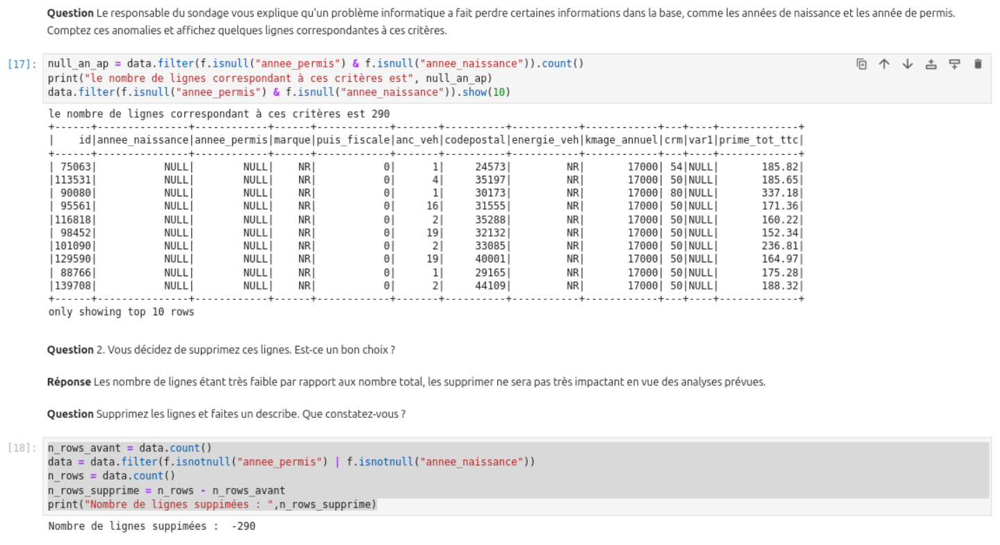 Question Le responsable du sondage vous explique qu'un problème informatique a fait perdre certaines informations dans la base, comme les années de naissance et les année de permis.
Comptez ces anomalies et affichez quelques lignes correspondantes à ces critères.
[17]: null_an_ap = data.filter(f.isnull("annee_permis") & f.isnull("annee_naissance")).count()
print("le nombre de lignes correspondant à ces critères est", null_an_ap)
data.filter(f.isnull("annee_permis") & f.isnull("annee_naissance")).show(10)
le nombre de lignes correspondant à ces critères est 290
+------+---------------+------------+------+-----------+-------+----------+-----------+------------+---+----+-------------+
|    id|annee_naissance|annee_permis|marque|puis_fiscale|anc_veh|codepostal|energie_veh|kmage_annuel|crm|var1|prime_tot_ttc|
+------+---------------+------------+------+-----------+-------+----------+-----------+------------+---+----+-------------+
| 75063|           NULL|        NULL|    NR|           0|      1|     24573|         NR|       17000| 54|NULL|       185.82|
|113531|           NULL|        NULL|    NR|           0|      4|     35197|         NR|       17000| 50|NULL|       185.65|
| 90080|           NULL|        NULL|    NR|           0|      1|     30173|         NR|       17000| 80|NULL|       337.18|
| 95561|           NULL|        NULL|    NR|           0|     16|     31555|         NR|       17000| 50|NULL|       171.36|
|116818|           NULL|        NULL|    NR|           0|      2|     35288|         NR|       17000| 50|NULL|       160.22|
| 98452|           NULL|        NULL|    NR|           0|     19|     32132|         NR|       17000| 50|NULL|       152.34|
|101090|           NULL|        NULL|    NR|           0|      2|     33085|         NR|       17000| 50|NULL|       236.81|
|129590|           NULL|        NULL|    NR|           0|     19|     40001|         NR|       17000| 50|NULL|       164.97|
| 88766|           NULL|        NULL|    NR|           0|      1|     29165|         NR|       17000| 50|NULL|       175.28|
|139708|           NULL|        NULL|    NR|           0|      2|     44109|         NR|       17000| 50|NULL|       188.32|
+------+---------------+------------+------+-----------+-------+----------+-----------+------------+---+----+-------------+
only showing top 10 rows
Question 2. Vous décidez de supprimez ces lignes. Est-ce un bon choix ?
Réponse Les nombre de lignes étant très faible par rapport aux nombre total, les supprimer ne sera pas très impactant en vue des analyses prévues.
Question Supprimez les lignes et faites un describe. Que constatez-vous ?
[18]: n_rows_avant = data.count()
data = data.filter(f.isnotnull("annee_permis") | f.isnotnull("annee_naissance"))
n_rows = data.count()
n_rows_supprime = n_rows - n_rows_avant
print("Nombre de lignes suppimées : ",n_rows_supprime)
Nombre de lignes suppimées :  -290